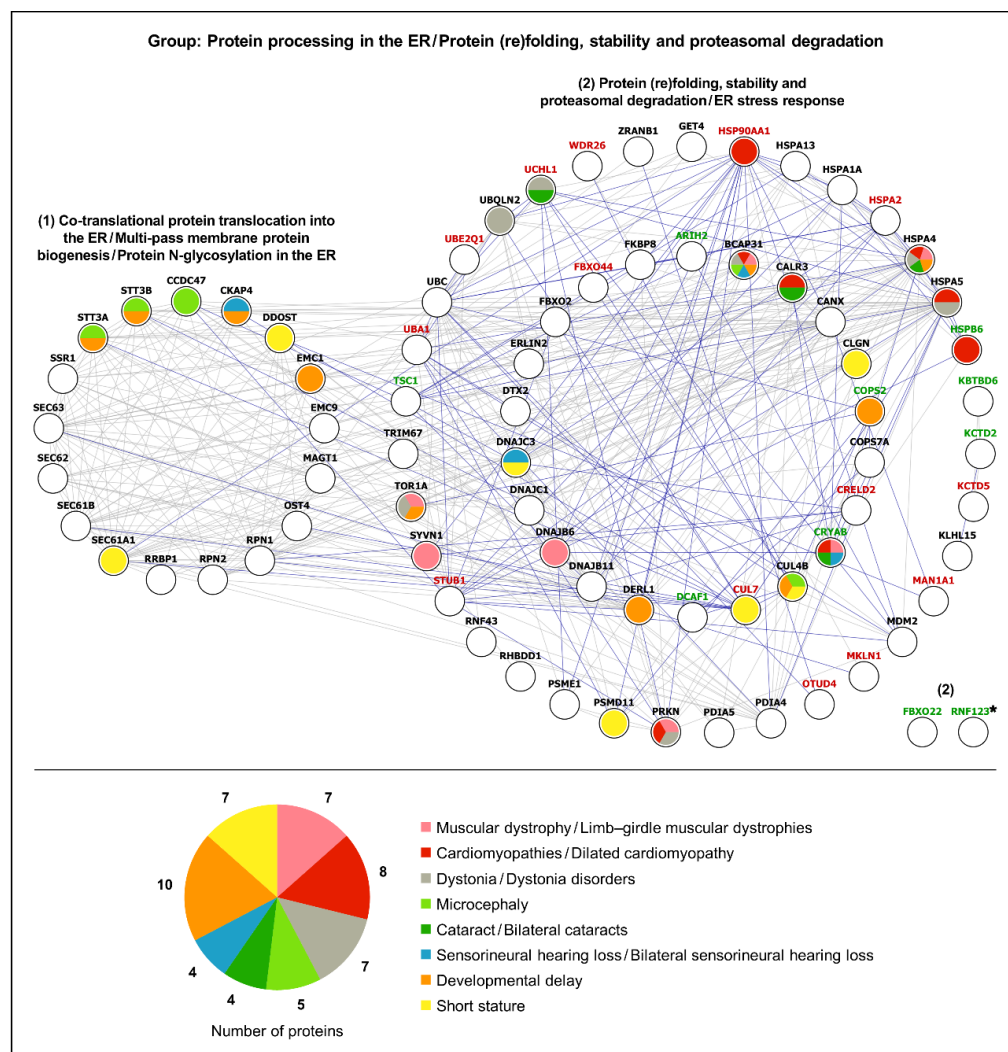 Group: Protein processing in the ER/Protein (re)folding, stability and proteasomal degradation
(2) Protein (re)folding, stability and
proteasomal degradation/ER stress response
(1) Co-translational protein translocation into
the ER/Multi-pass membrane protein
biogenesis/Protein N-glycosylation in the ER
STT3A
STT3B
CCDC47
CKAP4
DDOST
EMC1
EMC9
MAGT1
OST4
RPN1
RPN2
RRBP1
SEC61A1
SEC61B
SEC62
SEC63
SSR1
UBA1
UBC
UBE2Q1
UBQLN2
UCHL1
WDR26
ZRANB1
GET4
HSP90AA1
HSPA13
HSPA1A
HSPA2
HSPA4
HSPA5
HSPB6
KBTBD6
KCTD2
KCTD5
KLHL15
MAN1A1
MDM2
MKLN1
OTUD4
PDIA4
PDIA5
PRKN
PSMD11
PSME1
RHBDD1
RNF43
STUB1
SYVN1
TOR1A
TRIM67
TSC1
ARIH2
BCAP31
CALR3
CANX
CLGN
COPS2
COPS7A
CRELD2
CRYAB
CUL4B
CUL7
DCAF1
DERL1
DNAJB11
DNAJB6
DNAJC1
DNAJC3
DTX2
ERLIN2
FBXO2
FBXO44
FKBP8
(2)
FBXO22
RNF123*
7
7
8
7
5
4
4
10
Number of proteins
Muscular dystrophy/Limb–girdle muscular dystrophies
Cardiomyopathies/Dilated cardiomyopathy
Dystonia/Dystonia disorders
Microcephaly
Cataract/Bilateral cataracts
Sensorineural hearing loss/Bilateral sensorineural hearing loss
Developmental delay
Short stature